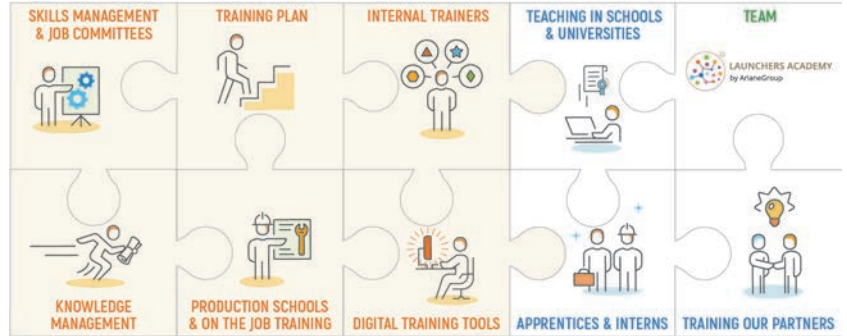 SKILLS MANAGEMENT
& JOB COMMITTEES
TRAINING PLAN
INTERNAL TRAINERS
TEACHING IN SCHOOLS
& UNIVERSITIES
TEAM
LAUNCHERS ACADEMY
by ArianeGroup
KNOWLEDGE
MANAGEMENT
PRODUCTION SCHOOLS
& ON THE JOB TRAINING
DIGITAL TRAINING TOOLS
APPRENTICES & INTERNS
TRAINING OUR PARTNERS